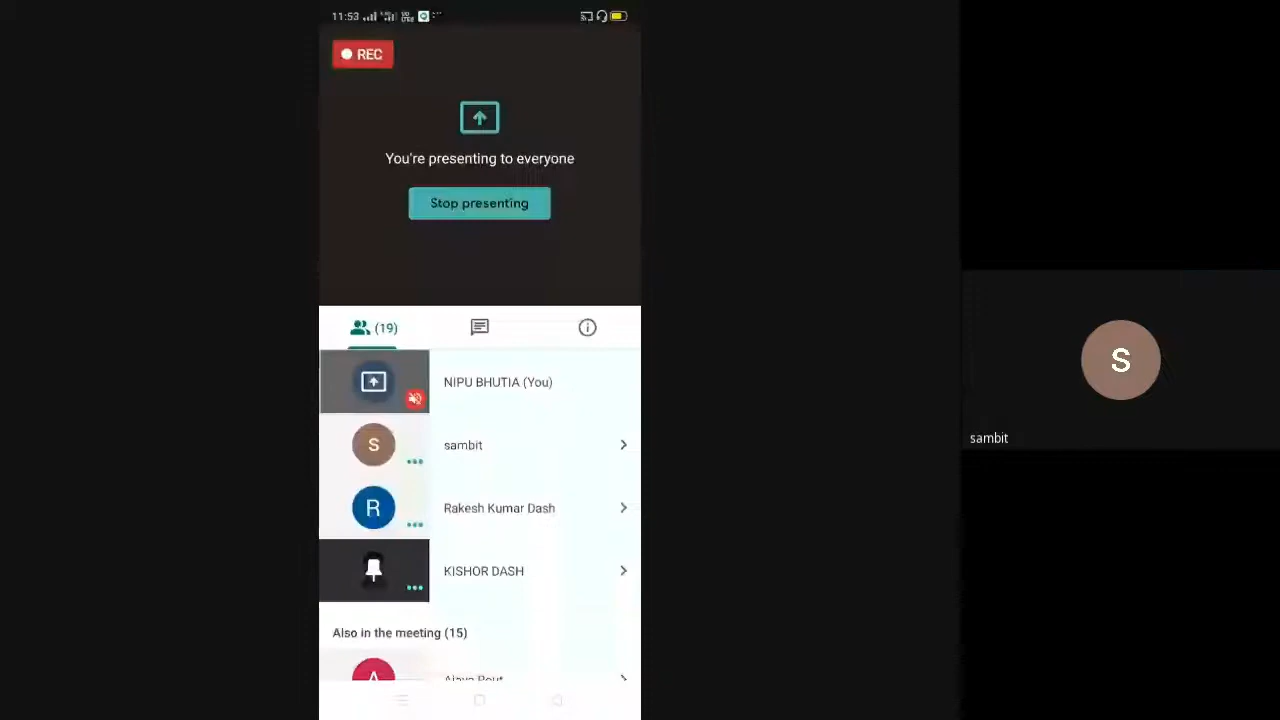 11:53
REC
You're presenting to everyone
Stop presenting
(19)
NIPU BHUTIA (You)
S
sambit
R
Rakesh Kumar Dash
KISHOR DASH
Also in the meeting (15)
A
S
sambit